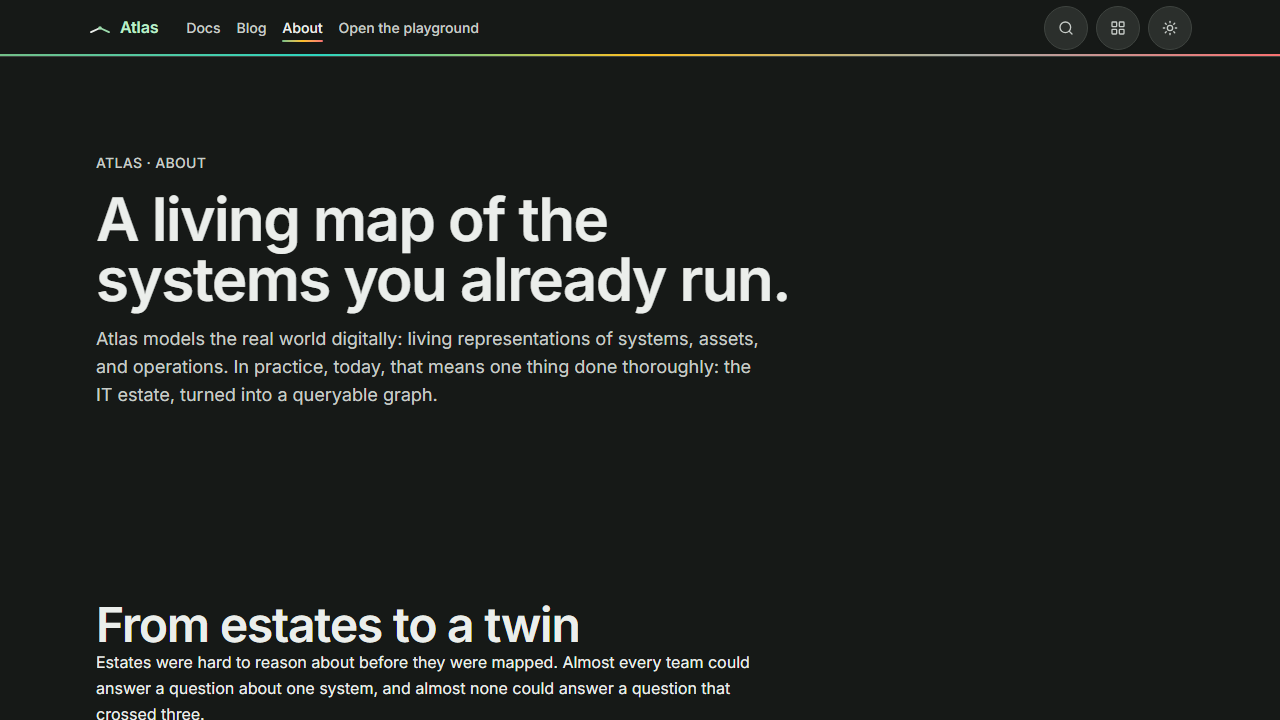 Atlas
Docs
Blog
About
Open the playground
ATLAS · ABOUT
A living map of the
systems you already run.
Atlas models the real world digitally: living representations of systems, assets,
and operations. In practice, today, that means one thing done thoroughly: the
IT estate, turned into a queryable graph.
From estates to a twin
Estates were hard to reason about before they were mapped. Almost every team could
answer a question about one system, and almost none could answer a question that
crossed three.